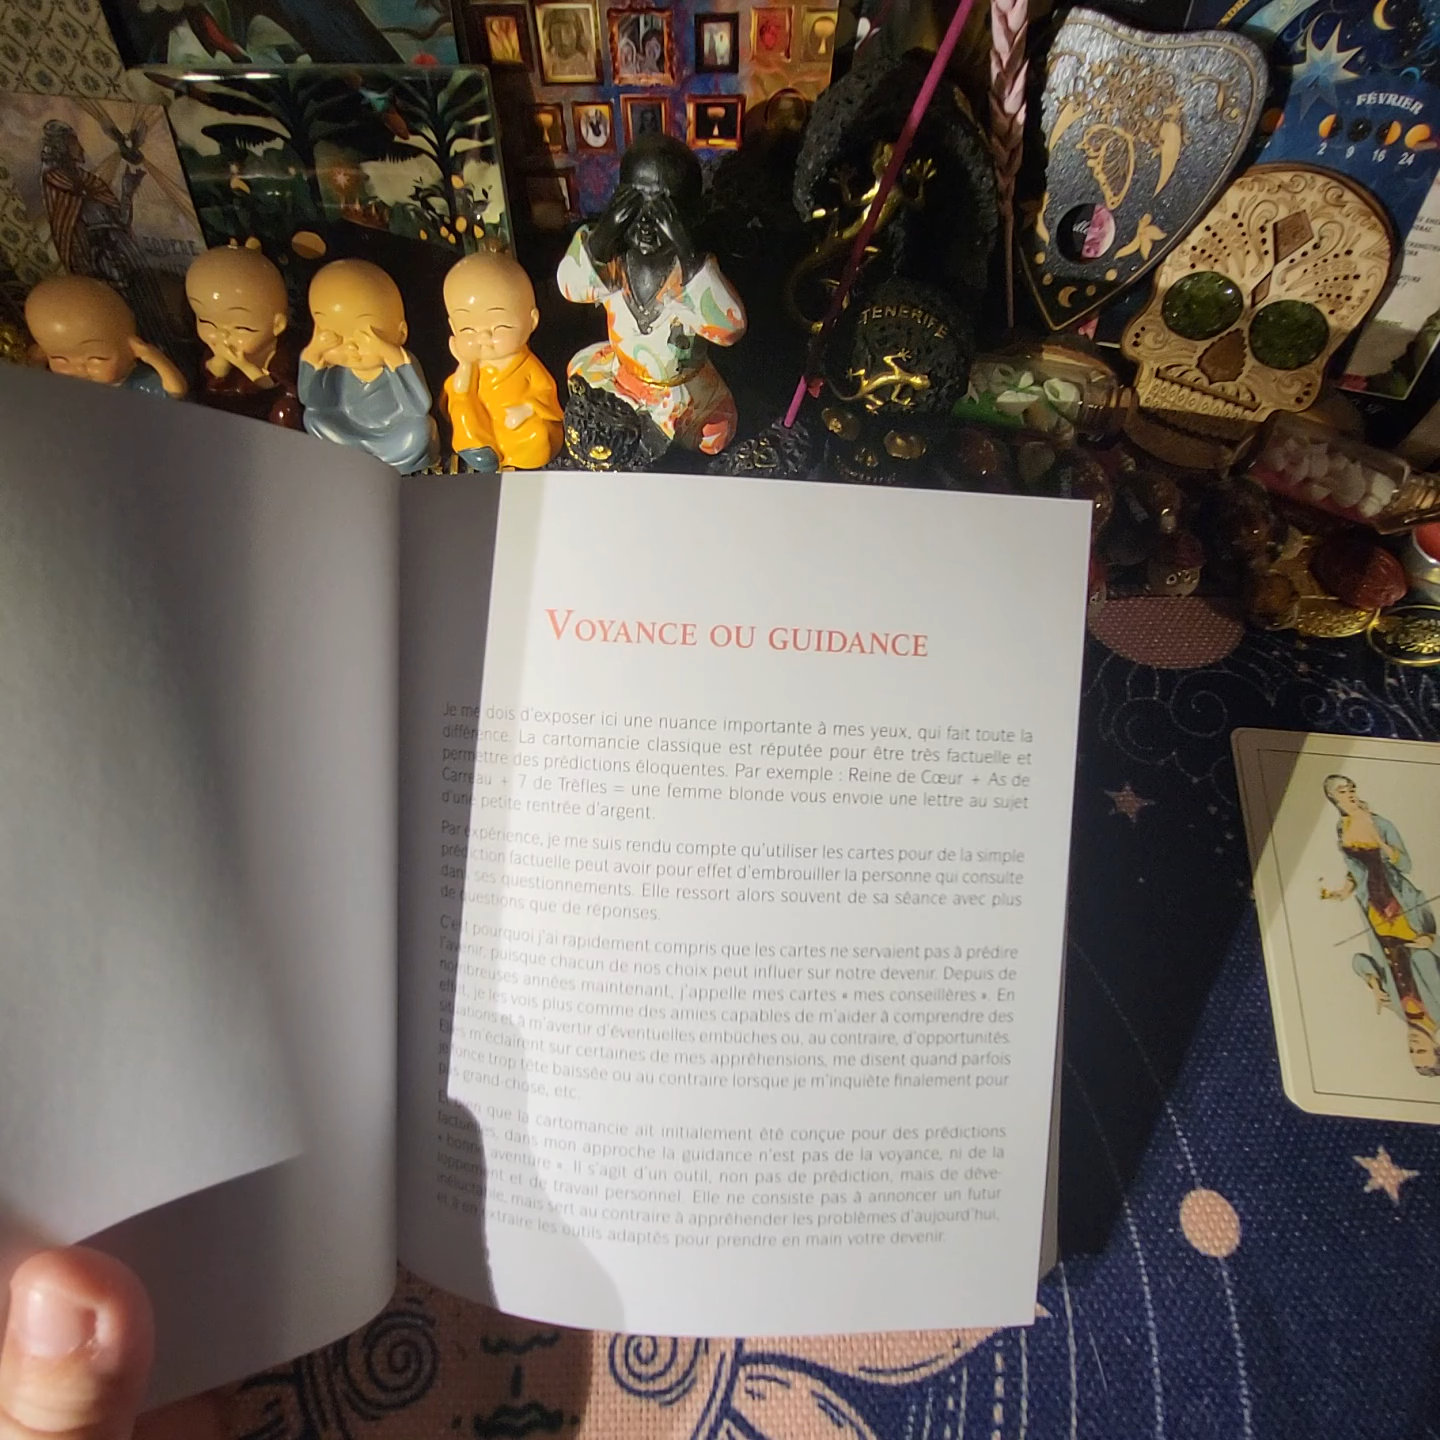 FÉVRIER
2 9 16 24
TENERIFE
VOYANCE OU GUIDANCE
Je me dois d'exposer ici une nuance importante à mes yeux, qui fait toute la
différence. La cartomancie classique est réputée pour être très factuelle et
permettre des prédictions éloquentes. Par exemple : Reine de Cœur + As de
Carreau + 7 de Trèfles = une femme blonde vous envoie une lettre au sujet
d'une petite rentrée d'argent.
Par expérience, je me suis rendu compte qu'utiliser les cartes pour de la simple
prédiction factuelle peut avoir pour effet d'embrouiller la personne qui consulte
dans ses questionnements. Elle ressort alors souvent de sa séance avec plus
de questions que de réponses.
C'est pourquoi j'ai rapidement compris que les cartes ne servaient pas à prédire
l'avenir, puisque chacun de nos choix peut influer sur notre devenir. Depuis de
nombreuses années maintenant, j'appelle mes cartes « mes conseillères ». En
effet, je les vois plus comme des amies capables de m'aider à comprendre des
situations et à m'avertir d'éventuelles embûches ou, au contraire, d'opportunités.
Elles m'éclairent sur certaines de mes appréhensions, me disent quand parfois
je fonce trop tête baissée ou au contraire lorsque je m'inquiète finalement pour
pas grand-chose, etc.
Et bien que la cartomancie ait initialement été conçue pour des prédictions
factuelles, dans mon approche la guidance n'est pas de la voyance, ni de la
« bonne aventure ». Il s'agit d'un outil, non pas de prédiction, mais de déve-
loppement et de travail personnel. Elle ne consiste pas à annoncer un futur
inéluctable, mais sert au contraire à appréhender les problèmes d'aujourd'hui,
et à en extraire les outils adaptés pour prendre en main votre devenir.